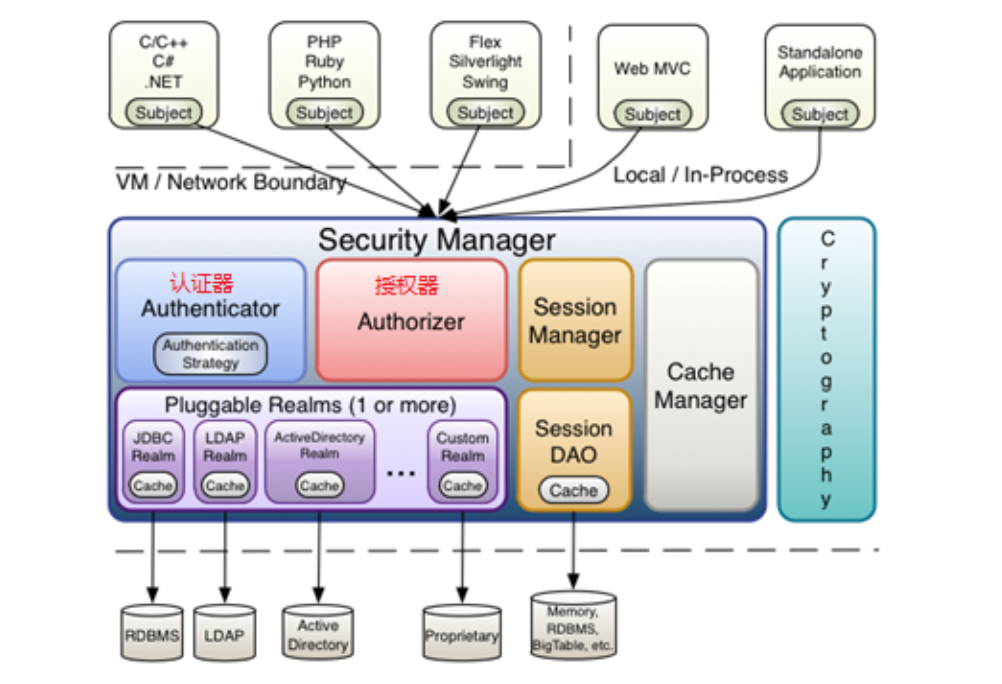 C/C++
C#
.NET
Subject
PHP
Ruby
Python
Subject
Flex
Silverlight
Swing
Subject
Web MVC
Subject
Standalone
Application
Subject
VM / Network Boundary
Local / In-Process
Security Manager
认证器
Authenticator
Authentication
Strategy
授权器
Authorizer
Session
Manager
Cache
Manager
Pluggable Realms (1 or more)
JDBC
Realm
Cache
LDAP
Realm
Cache
ActiveDirectory
Realm
Cache
...
Custom
Realm
Cache
Session
DAO
Cache
Cryptography
RDBMS
LDAP
Active
Directory
Proprietary
Memory,
RDBMS,
BigTable, etc.